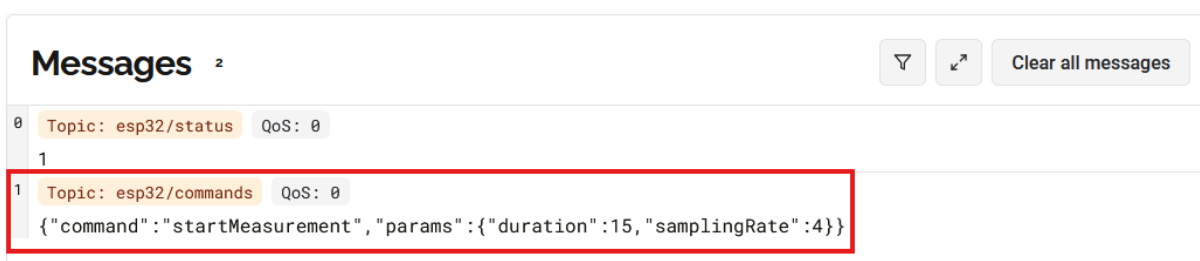 Messages 2
Clear all messages
0 Topic: esp32/status QoS: 0
1
1 Topic: esp32/commands QoS: 0
{"command":"startMeasurement","params":{"duration":15,"samplingRate":4}}